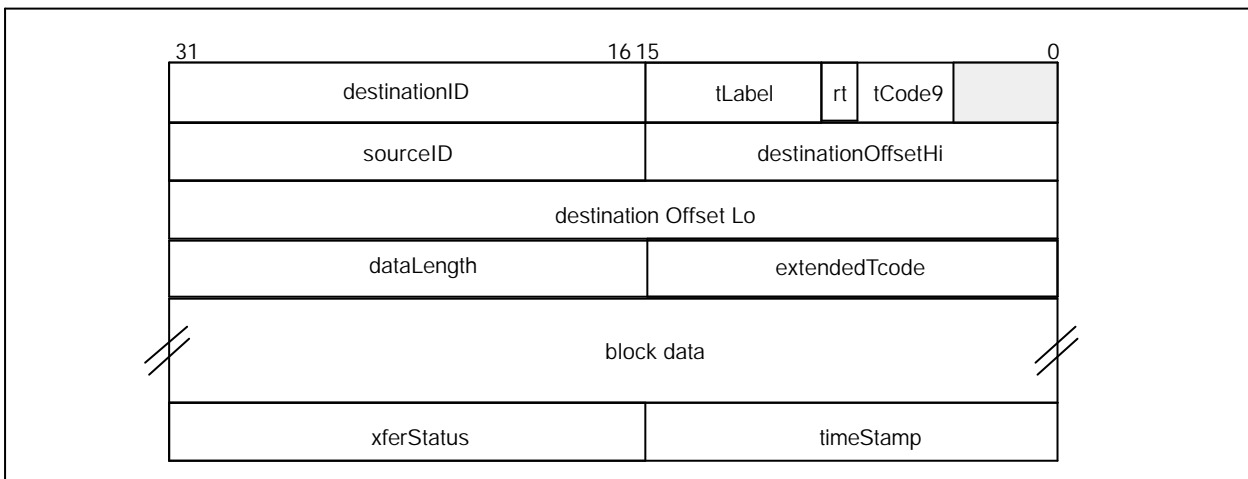 31 16 15 0
destinationID tLabel rt tCode9
sourceID destinationOffsetHi
destination Offset Lo
dataLength extendedTcode
block data
xferStatus timeStamp